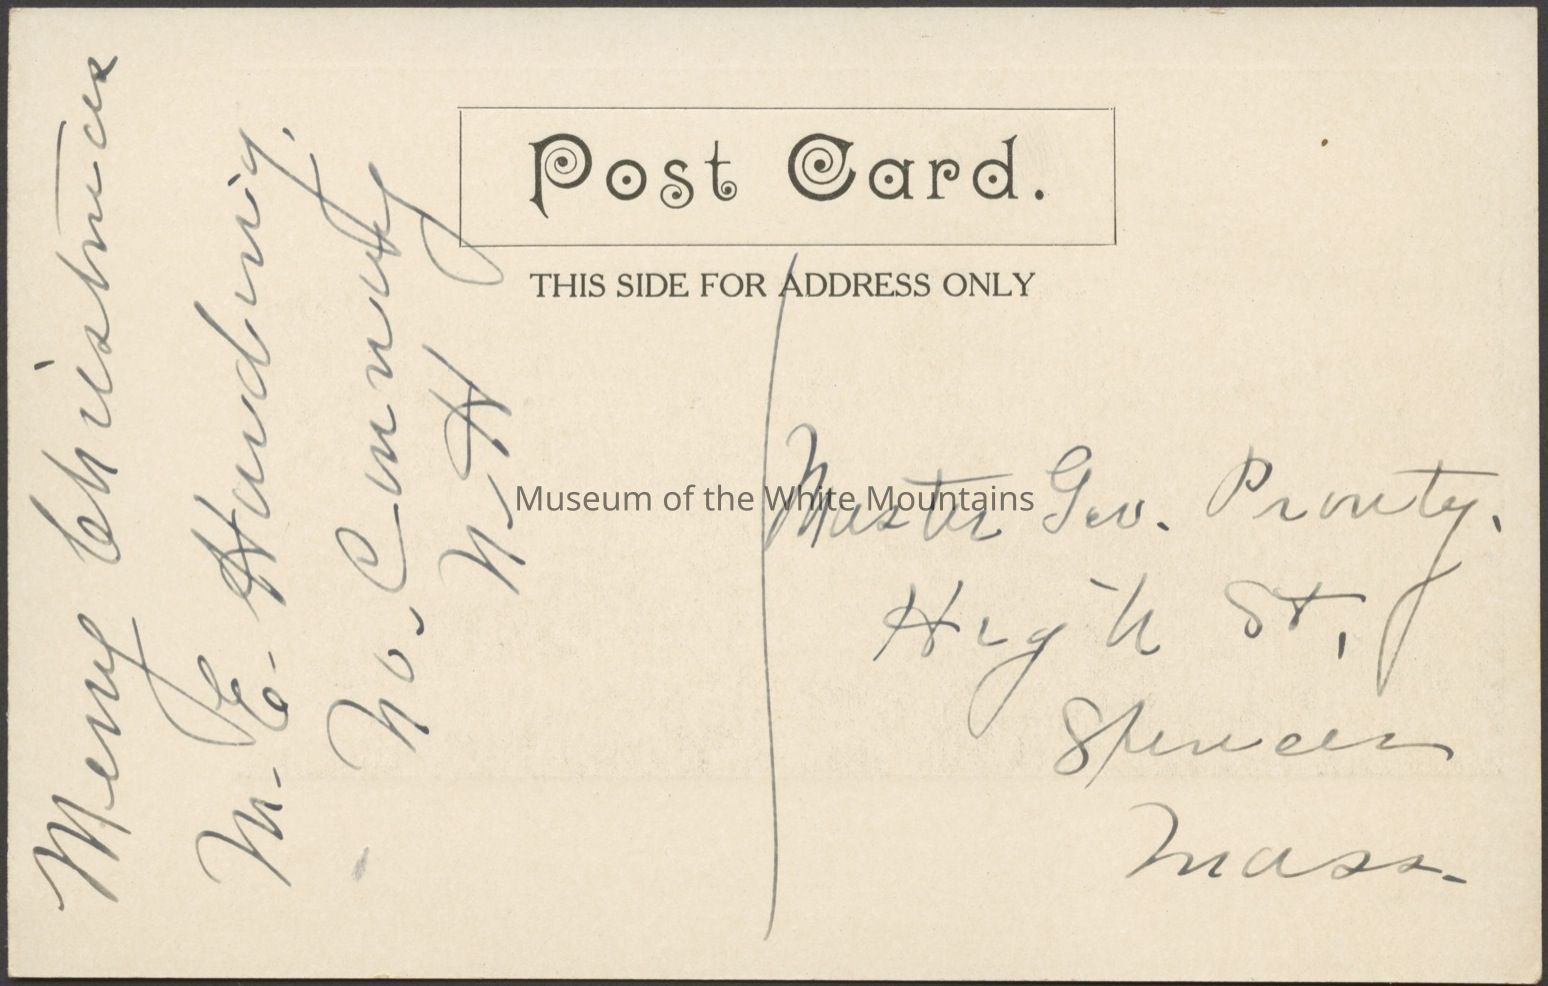 Post Card.
THIS SIDE FOR ADDRESS ONLY
Merry Christmas
M. E. Harding.
No. Conway
N. H
Master Geo. Prouty.
High St,
Spencer
Mass.
Museum of the White Mountains